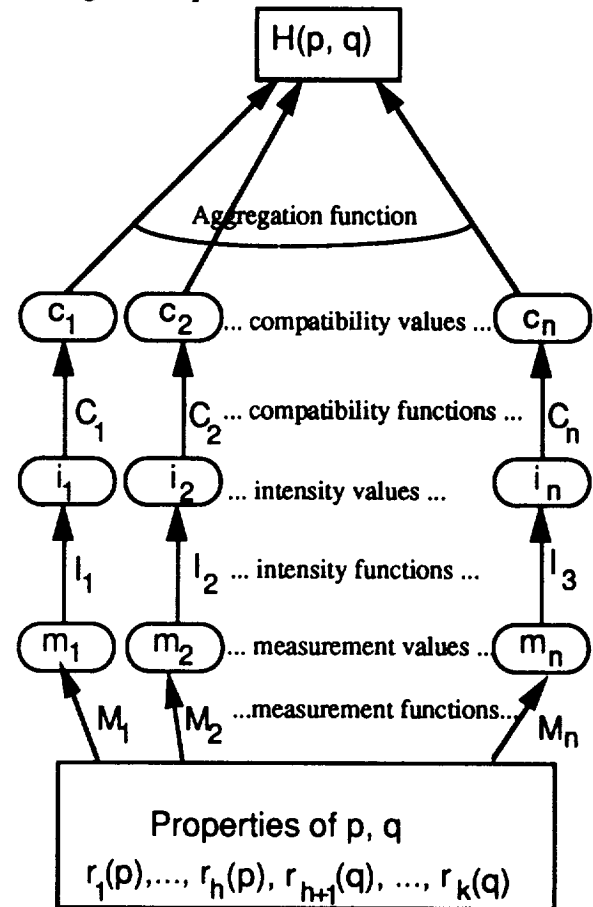 H(p, q)
Aggregation function
c1 c2 ... compatibility values ... cn
C1 C2 ... compatibility functions ... Cn
i1 i2 ... intensity values ... in
I1 I2 ... intensity functions ... I3
m1 m2 ... measurement values ... mn
M1 M2 ...measurement functions... Mn
Properties of p, q
r1(p),..., rh(p), rh+1(q), ..., rk(q)